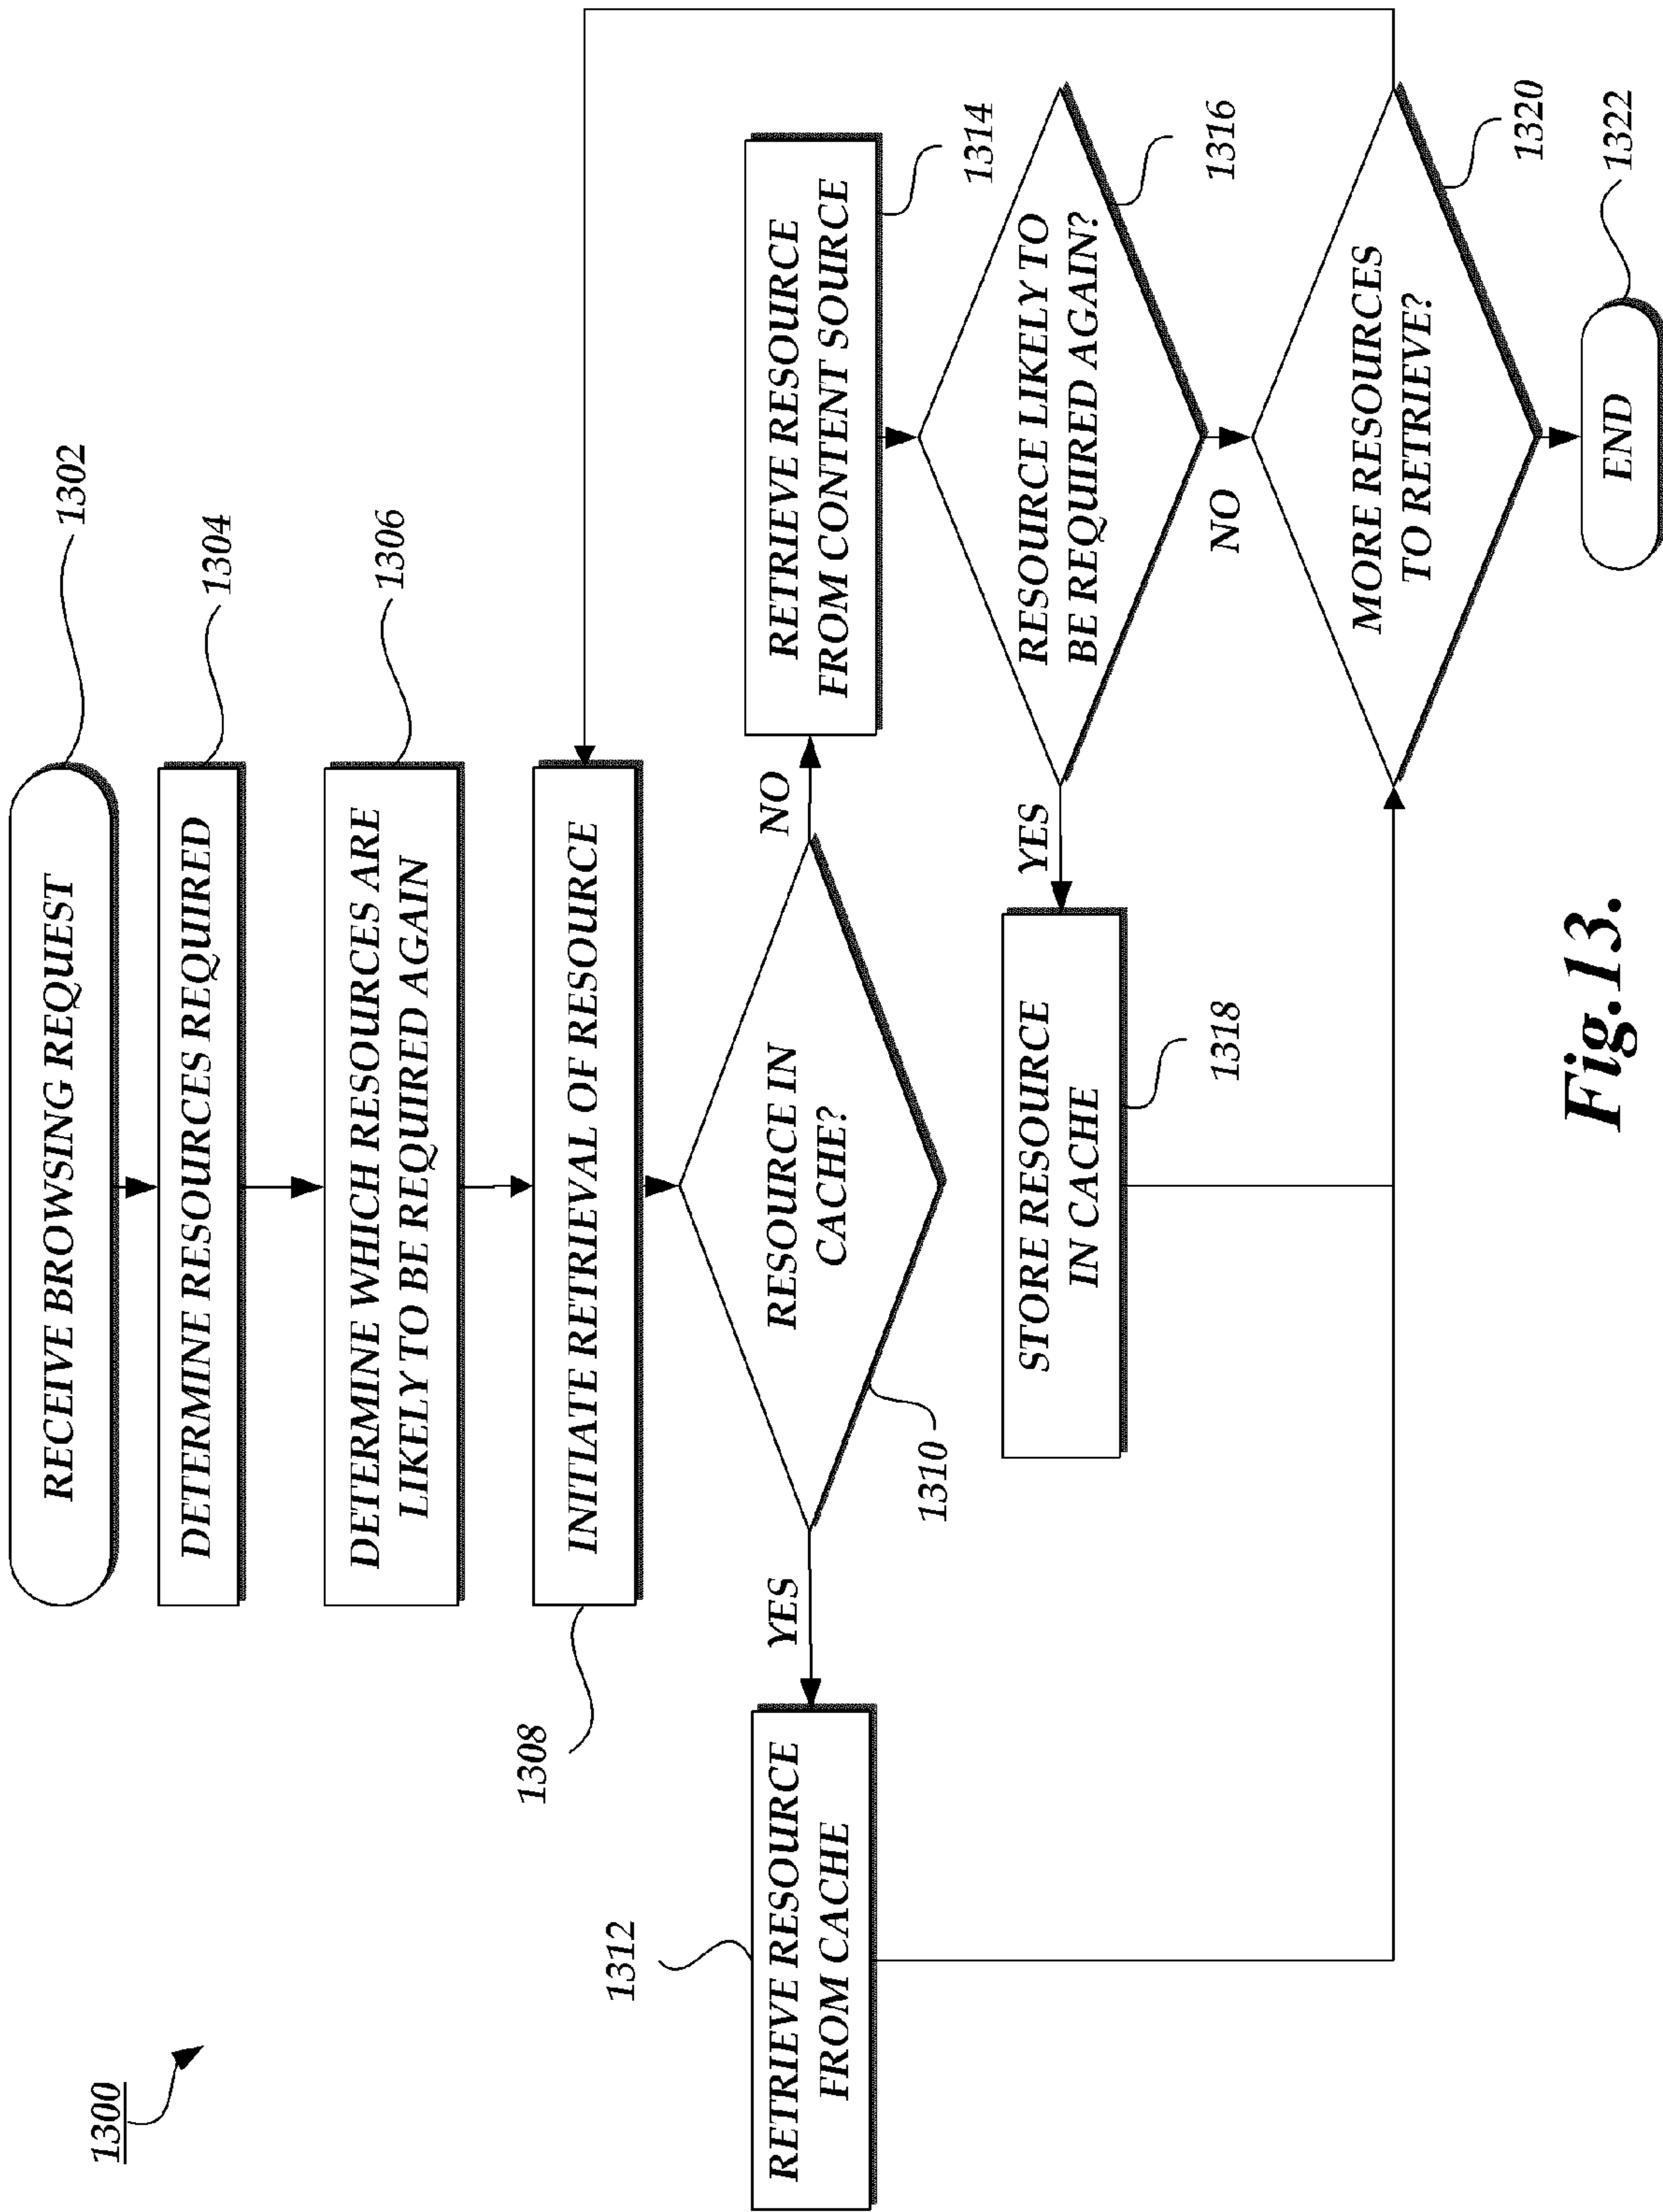 1300
RECEIVE BROWSING REQUEST
1302
DETERMINE RESOURCES REQUIRED
1304
DETERMINE WHICH RESOURCES ARE
LIKELY TO BE REQUIRED AGAIN
1306
INITIATE RETRIEVAL OF RESOURCE
1308
RESOURCE IN
CACHE?
1310
YES
NO
RETRIEVE RESOURCE
FROM CACHE
1312
RETRIEVE RESOURCE
FROM CONTENT SOURCE
1314
RESOURCE LIKELY TO
BE REQUIRED AGAIN?
1316
YES
NO
STORE RESOURCE
IN CACHE
1318
MORE RESOURCES
TO RETRIEVE?
1320
END
1322
Fig.13.